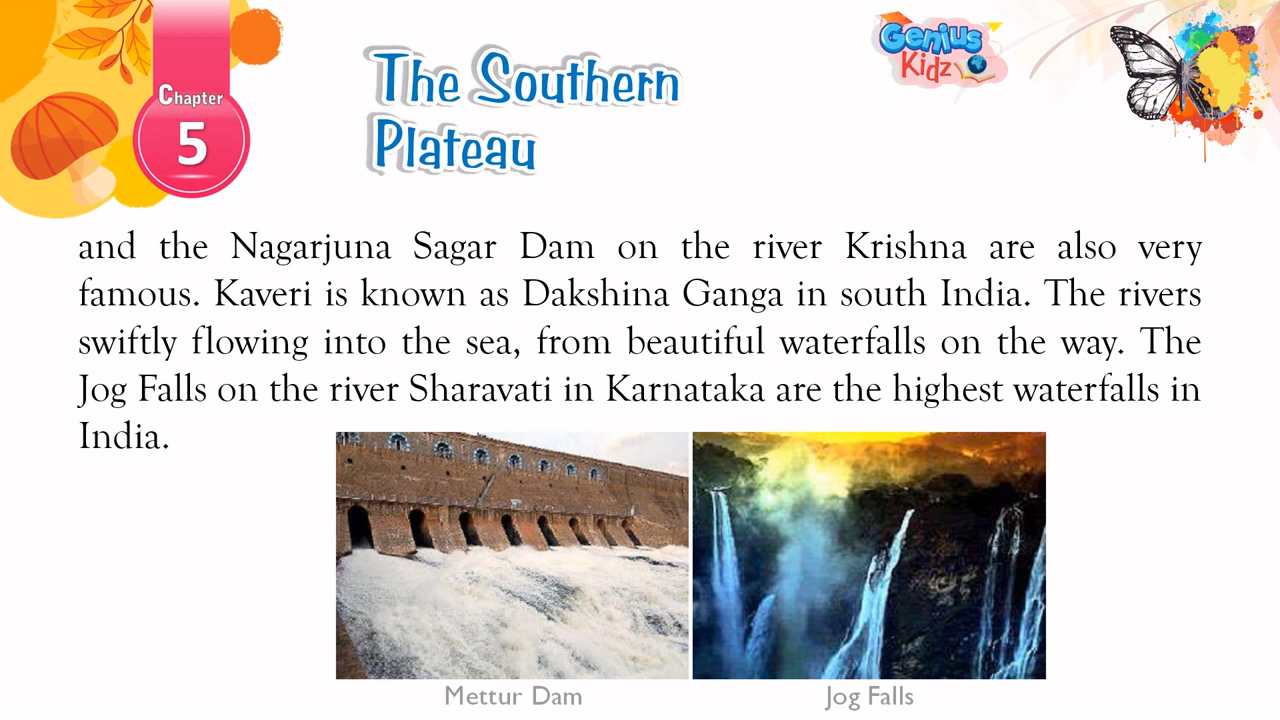 Chapter
5
The Southern
Plateau
Genius
Kidz
and the Nagarjuna Sagar Dam on the river Krishna are also very
famous. Kaveri is known as Dakshina Ganga in south India. The rivers
swiftly flowing into the sea, from beautiful waterfalls on the way. The
Jog Falls on the river Sharavati in Karnataka are the highest waterfalls in
India.
Mettur Dam
Jog Falls